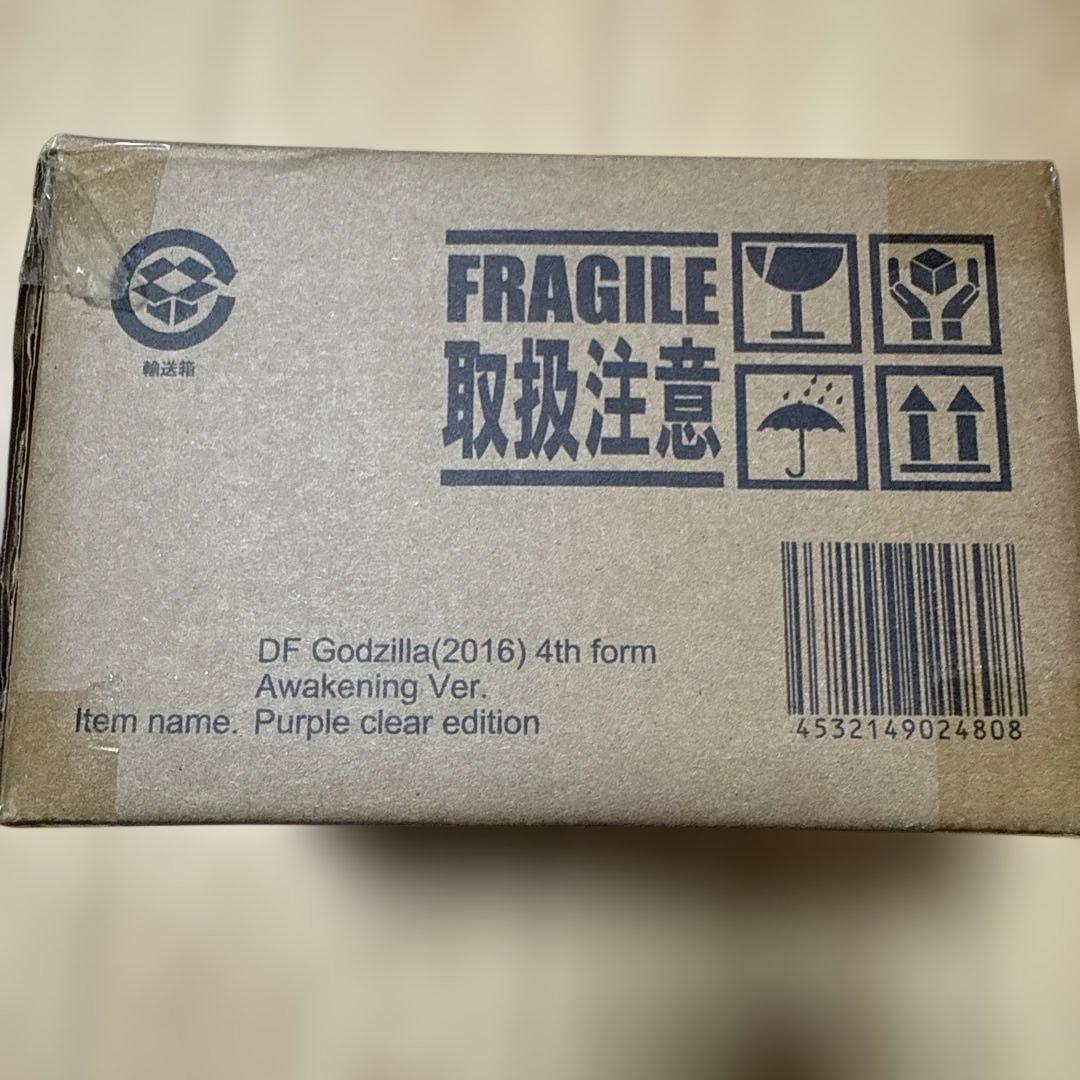 輸送箱
FRAGILE
取扱注意
DF Godzilla(2016) 4th form
Awakening Ver.
Item name. Purple clear edition
4532149024808